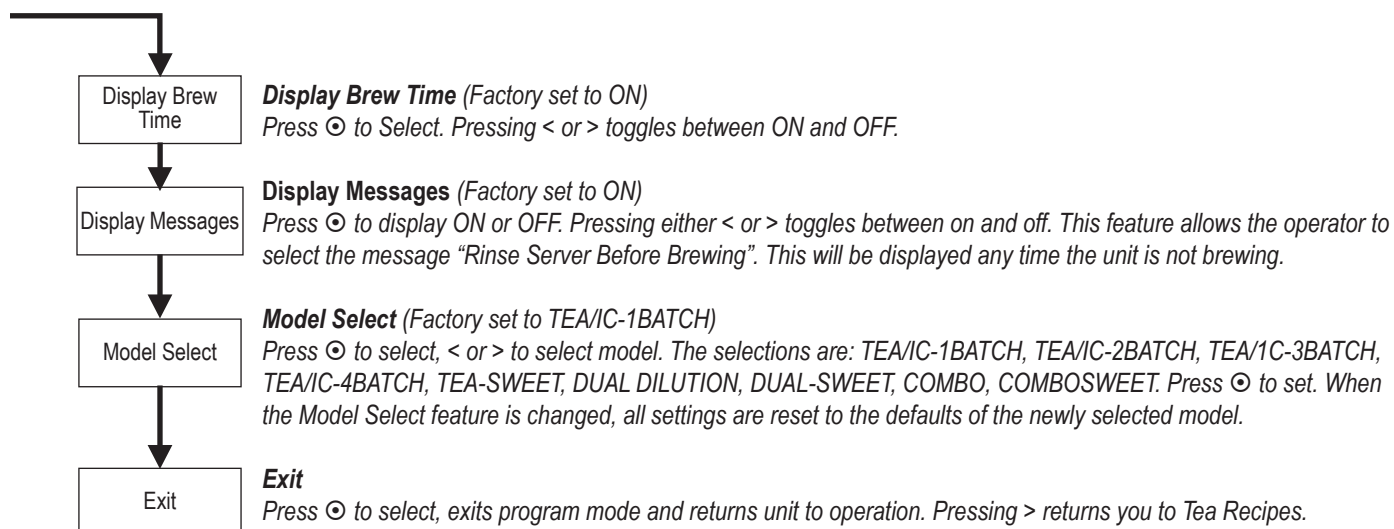 Display Brew
Time
Display Brew Time (Factory set to ON)
Press ⊙ to Select. Pressing < or > toggles between ON and OFF.
Display Messages
Display Messages (Factory set to ON)
Press ⊙ to display ON or OFF. Pressing either < or > toggles between on and off. This feature allows the operator to
select the message “Rinse Server Before Brewing”. This will be displayed any time the unit is not brewing.
Model Select
Model Select (Factory set to TEA/IC-1BATCH)
Press ⊙ to select, < or > to select model. The selections are: TEA/IC-1BATCH, TEA/IC-2BATCH, TEA/1C-3BATCH,
TEA/IC-4BATCH, TEA-SWEET, DUAL DILUTION, DUAL-SWEET, COMBO, COMBOSWEET. Press ⊙ to set. When
the Model Select feature is changed, all settings are reset to the defaults of the newly selected model.
Exit
Exit
Press ⊙ to select, exits program mode and returns unit to operation. Pressing > returns you to Tea Recipes.